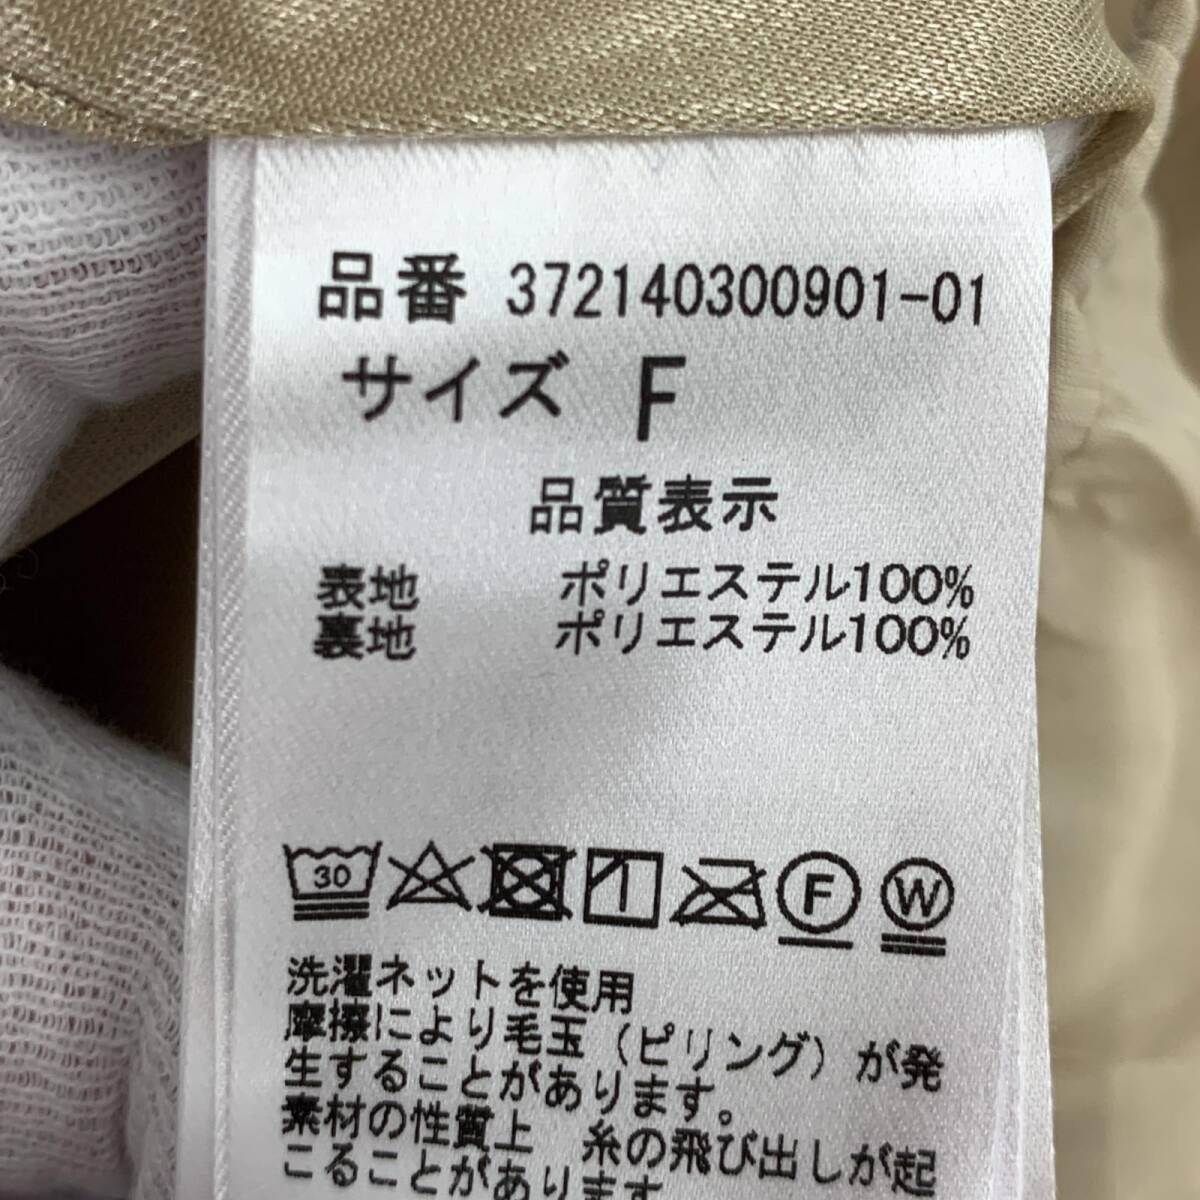 品番 372140300901-01
サイズ F
品質表示
表地 ポリエステル100%
裏地 ポリエステル100%
30 F W
洗濯ネットを使用
摩擦により毛玉(ピリング)が発
生することがあります。
素材の性質上 糸の飛び出しが起
こることがあります